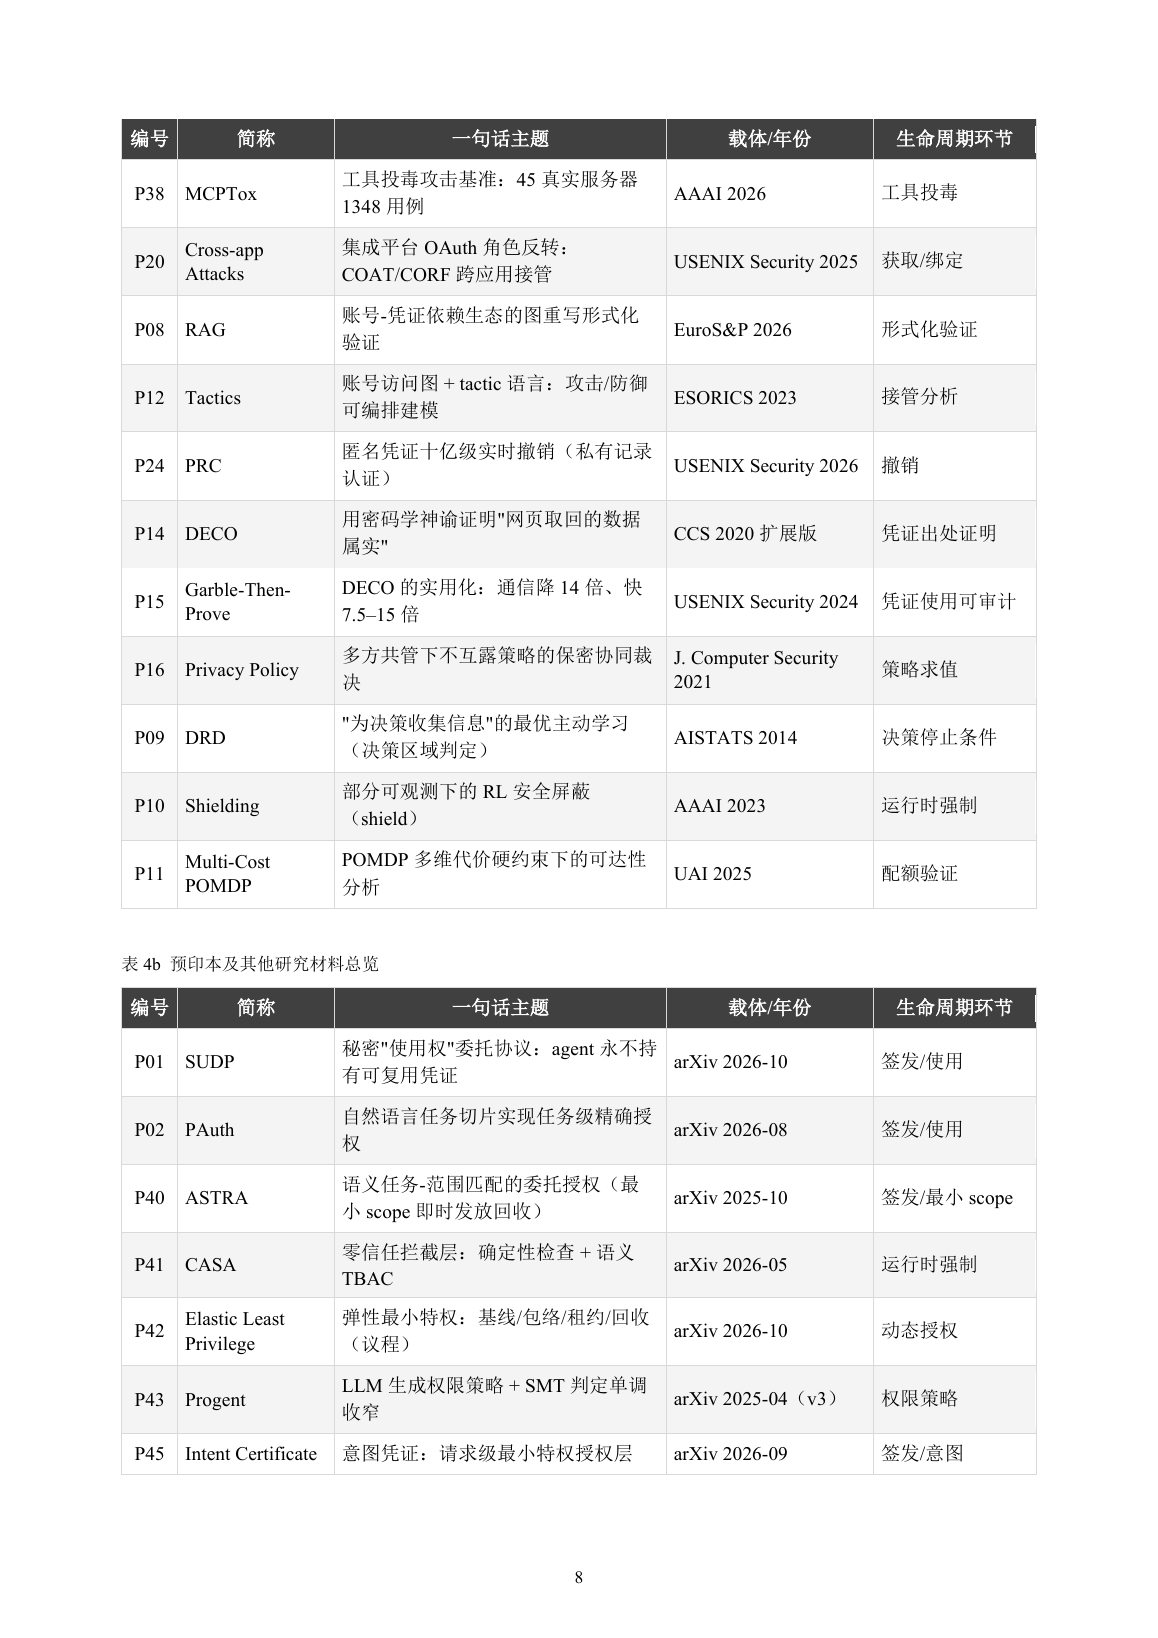 编号 简称 一句话主题 载体/年份 生命周期环节
P38 MCPTox 工具投毒攻击基准：45 真实服务器
1348 用例 AAAI 2026 工具投毒
P20 Cross-app
Attacks 集成平台 OAuth 角色反转：
COAT/CORF 跨应用接管 USENIX Security 2025 获取/绑定
P08 RAG 账号-凭证依赖生态的图重写形式化
验证 EuroS&P 2026 形式化验证
P12 Tactics 账号访问图 + tactic 语言：攻击/防御
可编排建模 ESORICS 2023 接管分析
P24 PRC 匿名凭证十亿级实时撤销（私有记录
认证） USENIX Security 2026 撤销
P14 DECO 用密码学神谕证明"网页取回的数据
属实" CCS 2020 扩展版 凭证出处证明
P15 Garble-Then-
Prove DECO 的实用化：通信降 14 倍、快
7.5–15 倍 USENIX Security 2024 凭证使用可审计
P16 Privacy Policy 多方共管下不互露策略的保密协同裁
决 J. Computer Security
2021 策略求值
P09 DRD "为决策收集信息"的最优主动学习
（决策区域判定） AISTATS 2014 决策停止条件
P10 Shielding 部分可观测下的 RL 安全屏蔽
（shield） AAAI 2023 运行时强制
P11 Multi-Cost
POMDP POMDP 多维代价硬约束下的可达性
分析 UAI 2025 配额验证
表 4b 预印本及其他研究材料总览
编号 简称 一句话主题 载体/年份 生命周期环节
P01 SUDP 秘密"使用权"委托协议：agent 永不持
有可复用凭证 arXiv 2026-10 签发/使用
P02 PAuth 自然语言任务切片实现任务级精确授
权 arXiv 2026-08 签发/使用
P40 ASTRA 语义任务-范围匹配的委托授权（最
小 scope 即时发放回收） arXiv 2025-10 签发/最小 scope
P41 CASA 零信任拦截层：确定性检查 + 语义
TBAC arXiv 2026-05 运行时强制
P42 Elastic Least
Privilege 弹性最小特权：基线/包络/租约/回收
（议程） arXiv 2026-10 动态授权
P43 Progent LLM 生成权限策略 + SMT 判定单调
收窄 arXiv 2025-04（v3） 权限策略
P45 Intent Certificate 意图凭证：请求级最小特权授权层 arXiv 2026-09 签发/意图
8